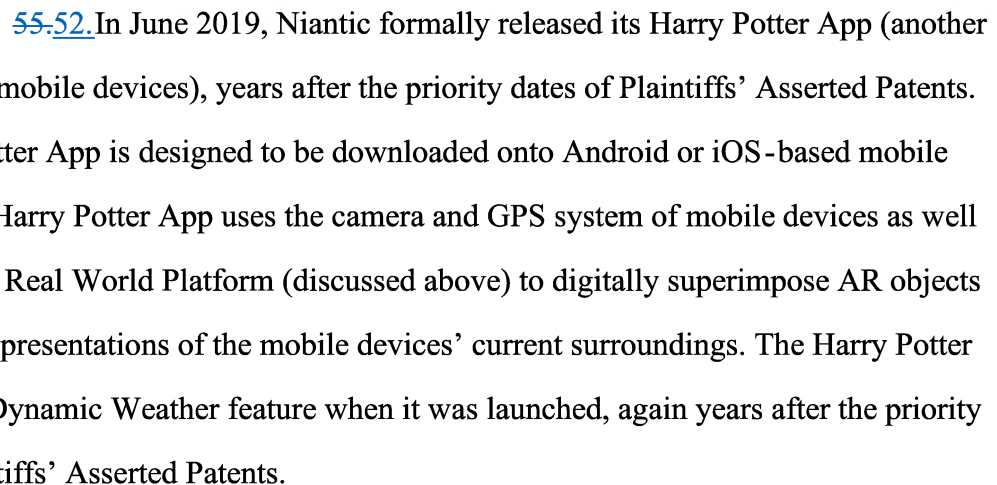 55.52.In June 2019, Niantic formally released its Harry Potter App (another
mobile devices), years after the priority dates of Plaintiffs’ Asserted Patents.
tter App is designed to be downloaded onto Android or iOS-based mobile
Harry Potter App uses the camera and GPS system of mobile devices as well
Real World Platform (discussed above) to digitally superimpose AR objects
presentations of the mobile devices’ current surroundings. The Harry Potter
Dynamic Weather feature when it was launched, again years after the priority
tiffs’ Asserted Patents.